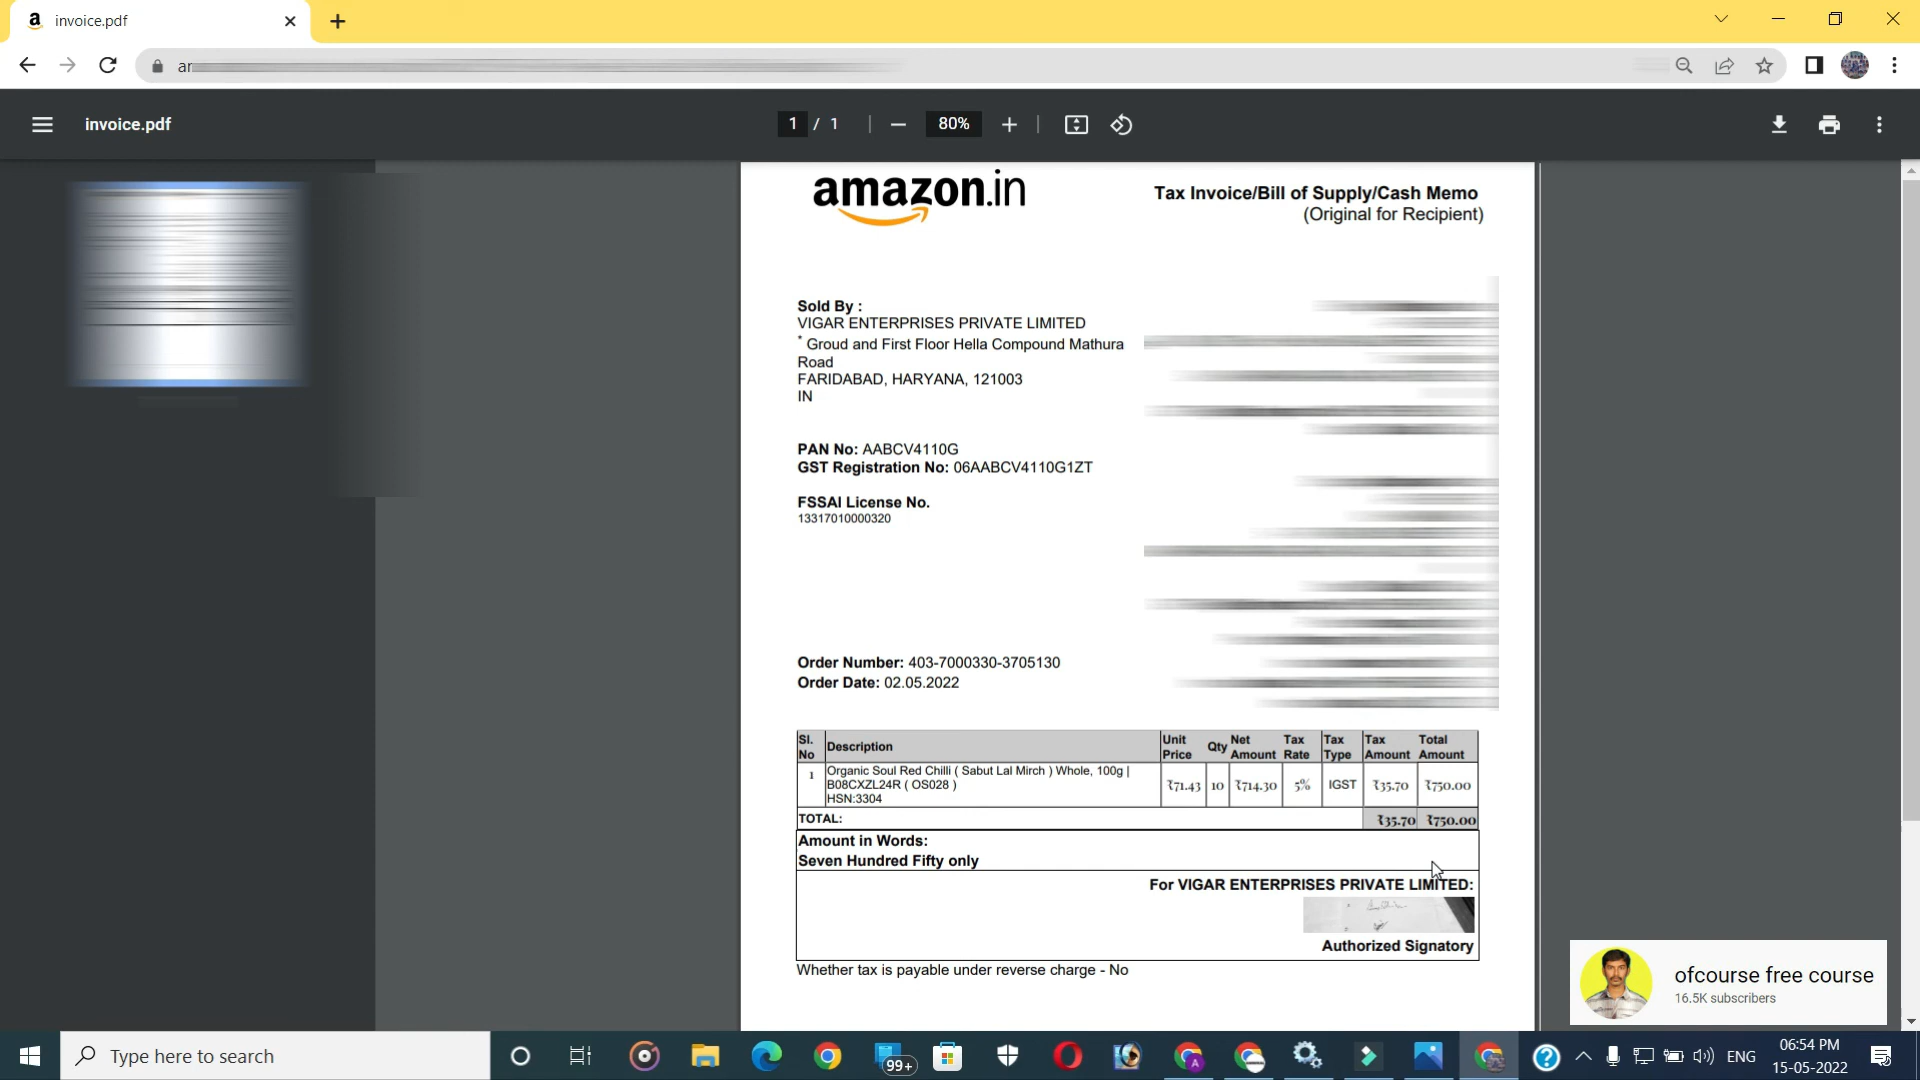 invoice.pdf
ar
invoice.pdf
1 / 1
80%
amazon.in
Tax Invoice/Bill of Supply/Cash Memo
(Original for Recipient)
Sold By :
VIGAR ENTERPRISES PRIVATE LIMITED
* Groud and First Floor Hella Compound Mathura
Road
FARIDABAD, HARYANA, 121003
IN
PAN No: AABCV4110G
GST Registration No: 06AABCV4110G1ZT
FSSAI License No.
13317010000320
Order Number: 403-7000330-3705130
Order Date: 02.05.2022
Sl. No Description Unit Price Qty Net Amount Tax Rate Tax Type Tax Amount Total Amount
1 Organic Soul Red Chilli ( Sabut Lal Mirch ) Whole, 100g | ₹71.43 10 ₹714.30 5% IGST ₹35.70 ₹750.00
B08CXZL24R ( OS028 )
HSN:3304
TOTAL: ₹35.70 ₹750.00
Amount in Words:
Seven Hundred Fifty only
For VIGAR ENTERPRISES PRIVATE LIMITED:
Authorized Signatory
Whether tax is payable under reverse charge - No
ofcourse free course
16.5K subscribers
Type here to search
99+
ENG
06:54 PM
15-05-2022